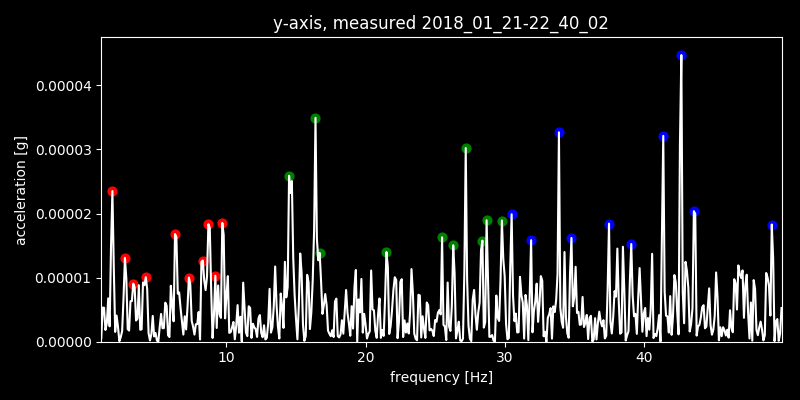 y-axis, measured 2018_01_21-22_40_02
0.00004
0.00003
0.00002
0.00001
0.00000
acceleration [g]
10 20 30 40
frequency [Hz]